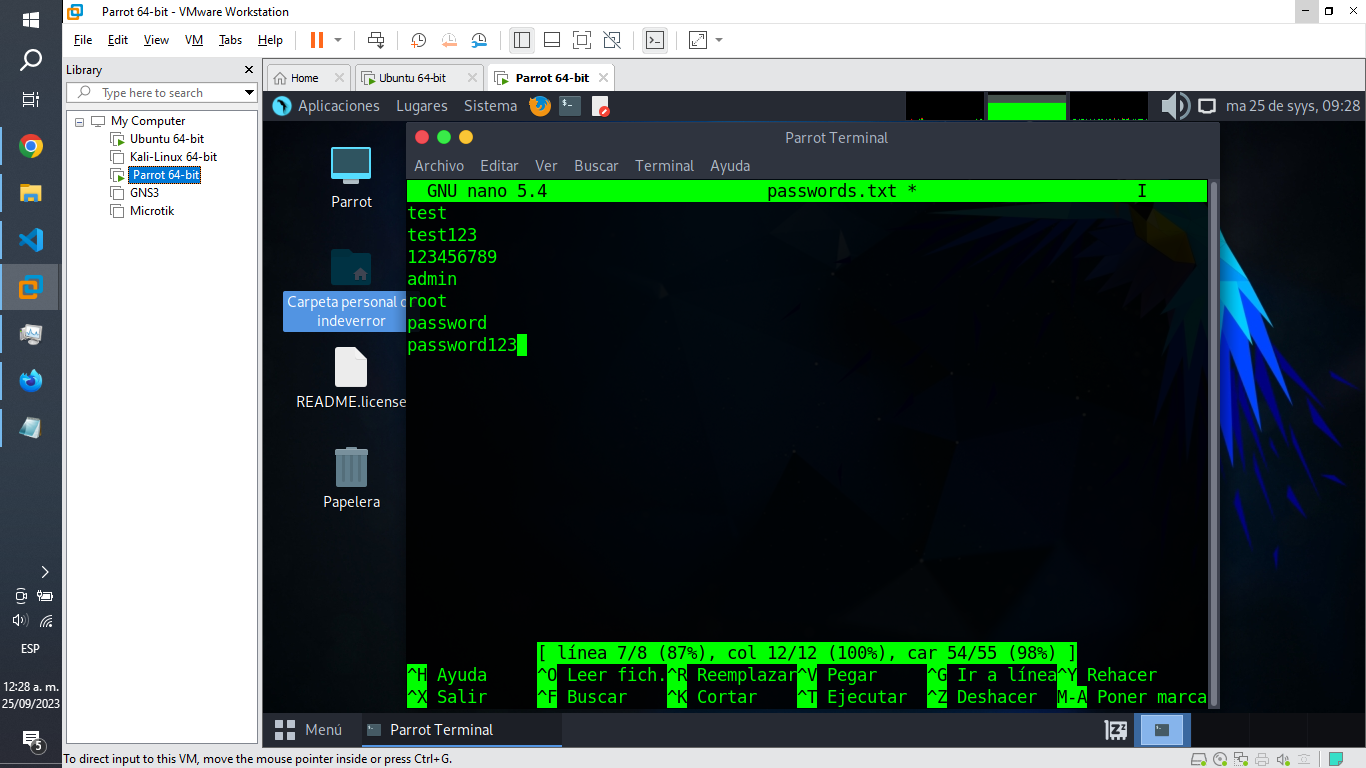 Parrot 64-bit - VMware Workstation
File Edit View VM Tabs Help
Library
Type here to search
My Computer
Ubuntu 64-bit
Kali-Linux 64-bit
Parrot 64-bit
GNS3
Microtik
Home
Ubuntu 64-bit
Parrot 64-bit
Aplicaciones Lugares Sistema
ma 25 de syys, 09:28
Parrot
Carpeta personal
indeverror
README.license
Papelera
Parrot Terminal
Archivo Editar Ver Buscar Terminal Ayuda
GNU nano 5.4 passwords.txt *
test
test123
123456789
admin
root
password
password123
[ línea 7/8 (87%), col 12/12 (100%), car 54/55 (98%) ]
^H Ayuda ^O Leer fich. ^R Reemplazar ^V Pegar ^G Ir a línea ^Y Rehacer
^X Salir ^F Buscar ^K Cortar ^T Ejecutar ^Z Deshacer M-A Poner marca
Menú
Parrot Terminal
ESP
12:28 a. m.
25/09/2023
5
To direct input to this VM, move the mouse pointer inside or press Ctrl+G.